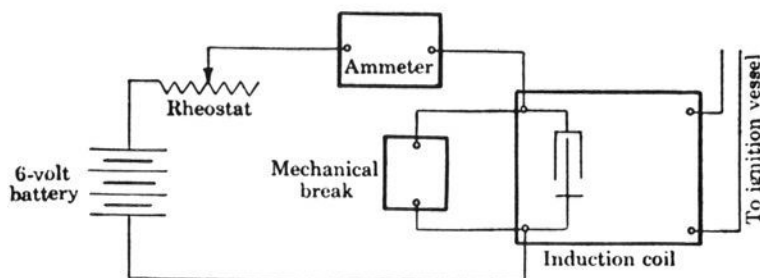 Ammeter
Rheostat
6-volt
battery
Mechanical
break
Induction coil
To ignition vessel